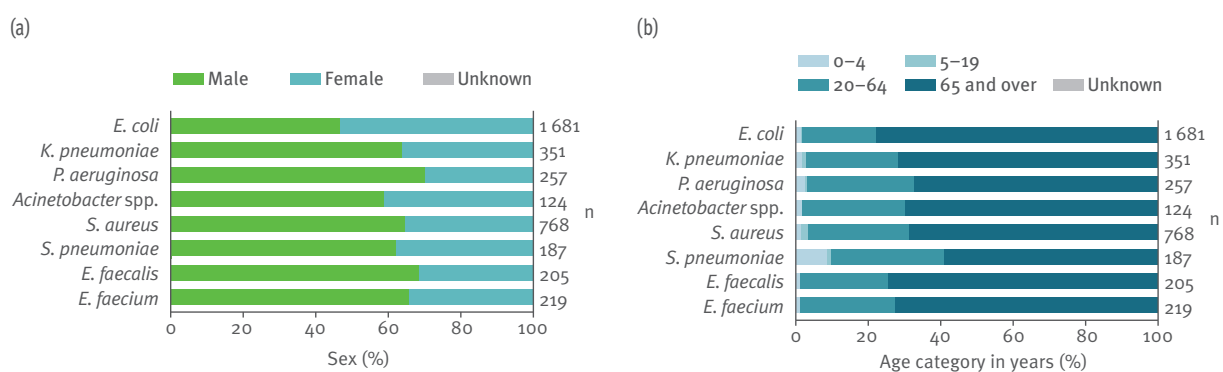 (a)
Male Female Unknown
E. coli 1 681
K. pneumoniae 351
P. aeruginosa 257
Acinetobacter spp. 124
n
S. aureus 768
S. pneumoniae 187
E. faecalis 205
E. faecium 219
0 20 40 60 80 100
Sex (%)
(b)
0–4 5–19
20–64 65 and over Unknown
E. coli 1 681
K. pneumoniae 351
P. aeruginosa 257
Acinetobacter spp. 124
n
S. aureus 768
S. pneumoniae 187
E. faecalis 205
E. faecium 219
0 20 40 60 80 100
Age category in years (%)